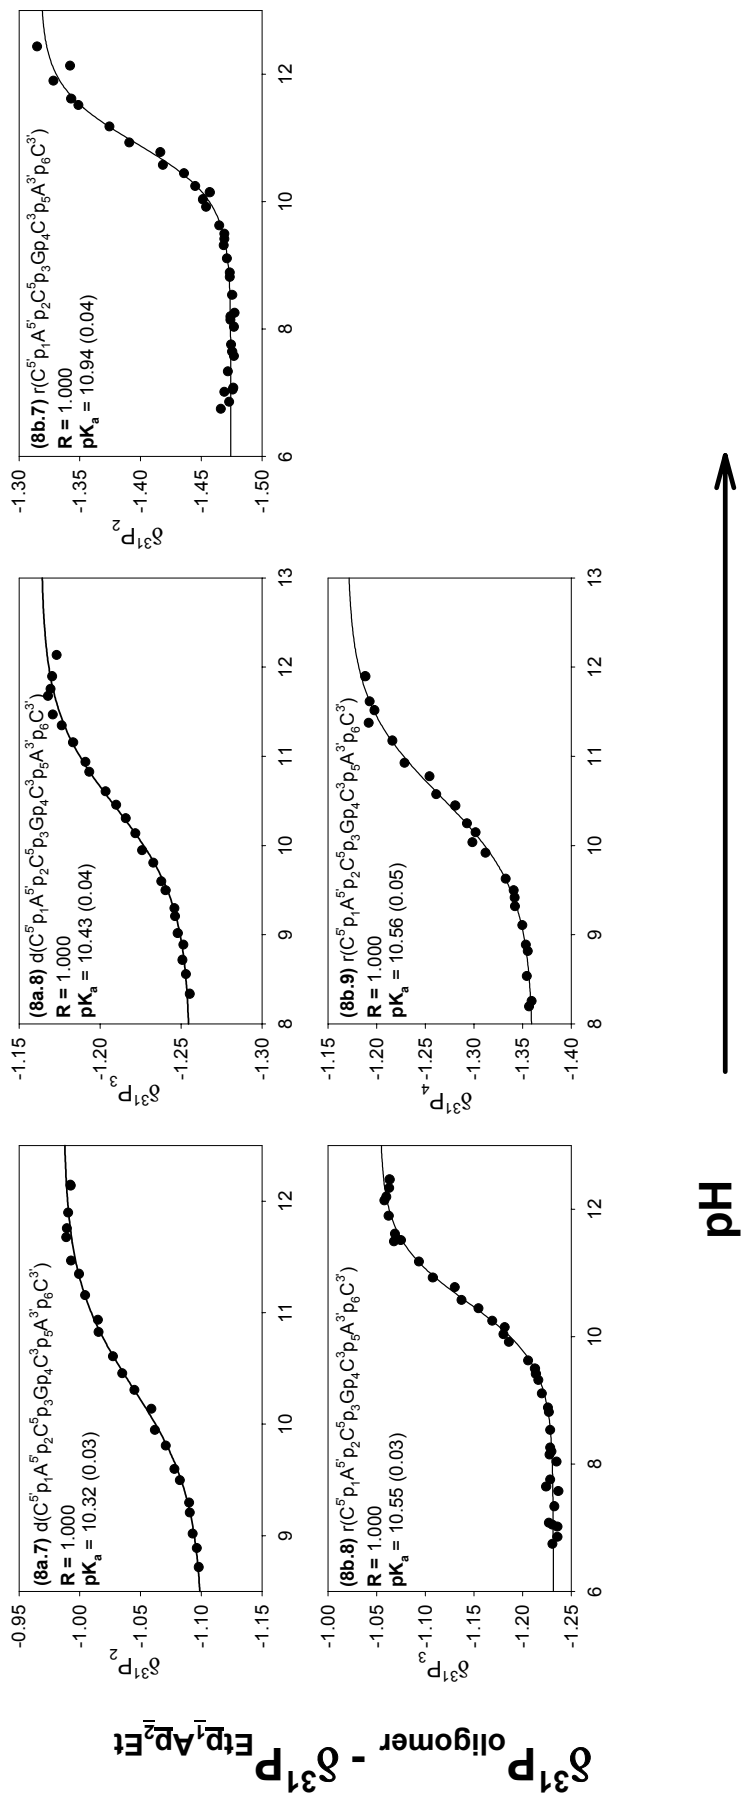 (8a.7) d(C5'p1A5'p2C5p3Gp4C3p5A3'p6C3')
R = 1.000
pKa = 10.32 (0.03)
-0.95
-1.00
-1.05
-1.10
-1.15
δ31P2
9
10
11
12
(8a.8) d(C5'p1A5'p2C5p3Gp4C3p5A3'p6C3')
R = 1.000
pKa = 10.43 (0.04)
-1.15
-1.20
-1.25
-1.30
δ31P3
8
9
10
11
12
13
(8b.7) r(C5'p1A5'p2C5p3Gp4C3p5A3'p6C3')
R = 1.000
pKa = 10.94 (0.04)
-1.30
-1.35
-1.40
-1.45
-1.50
δ31P2
6
8
10
12
(8b.8) r(C5'p1A5'p2C5p3Gp4C3p5A3'p6C3')
R = 1.000
pKa = 10.55 (0.03)
-1.00
-1.05
-1.10
-1.15
-1.20
-1.25
δ31P3
6
8
10
12
(8b.9) r(C5'p1A5'p2C5p3Gp4C3p5A3'p6C3')
R = 1.000
pKa = 10.56 (0.05)
-1.15
-1.20
-1.25
-1.30
-1.35
-1.40
δ31P4
8
9
10
11
12
13
δ31Poligomer - δ31PEtp1Ap2Et
pH